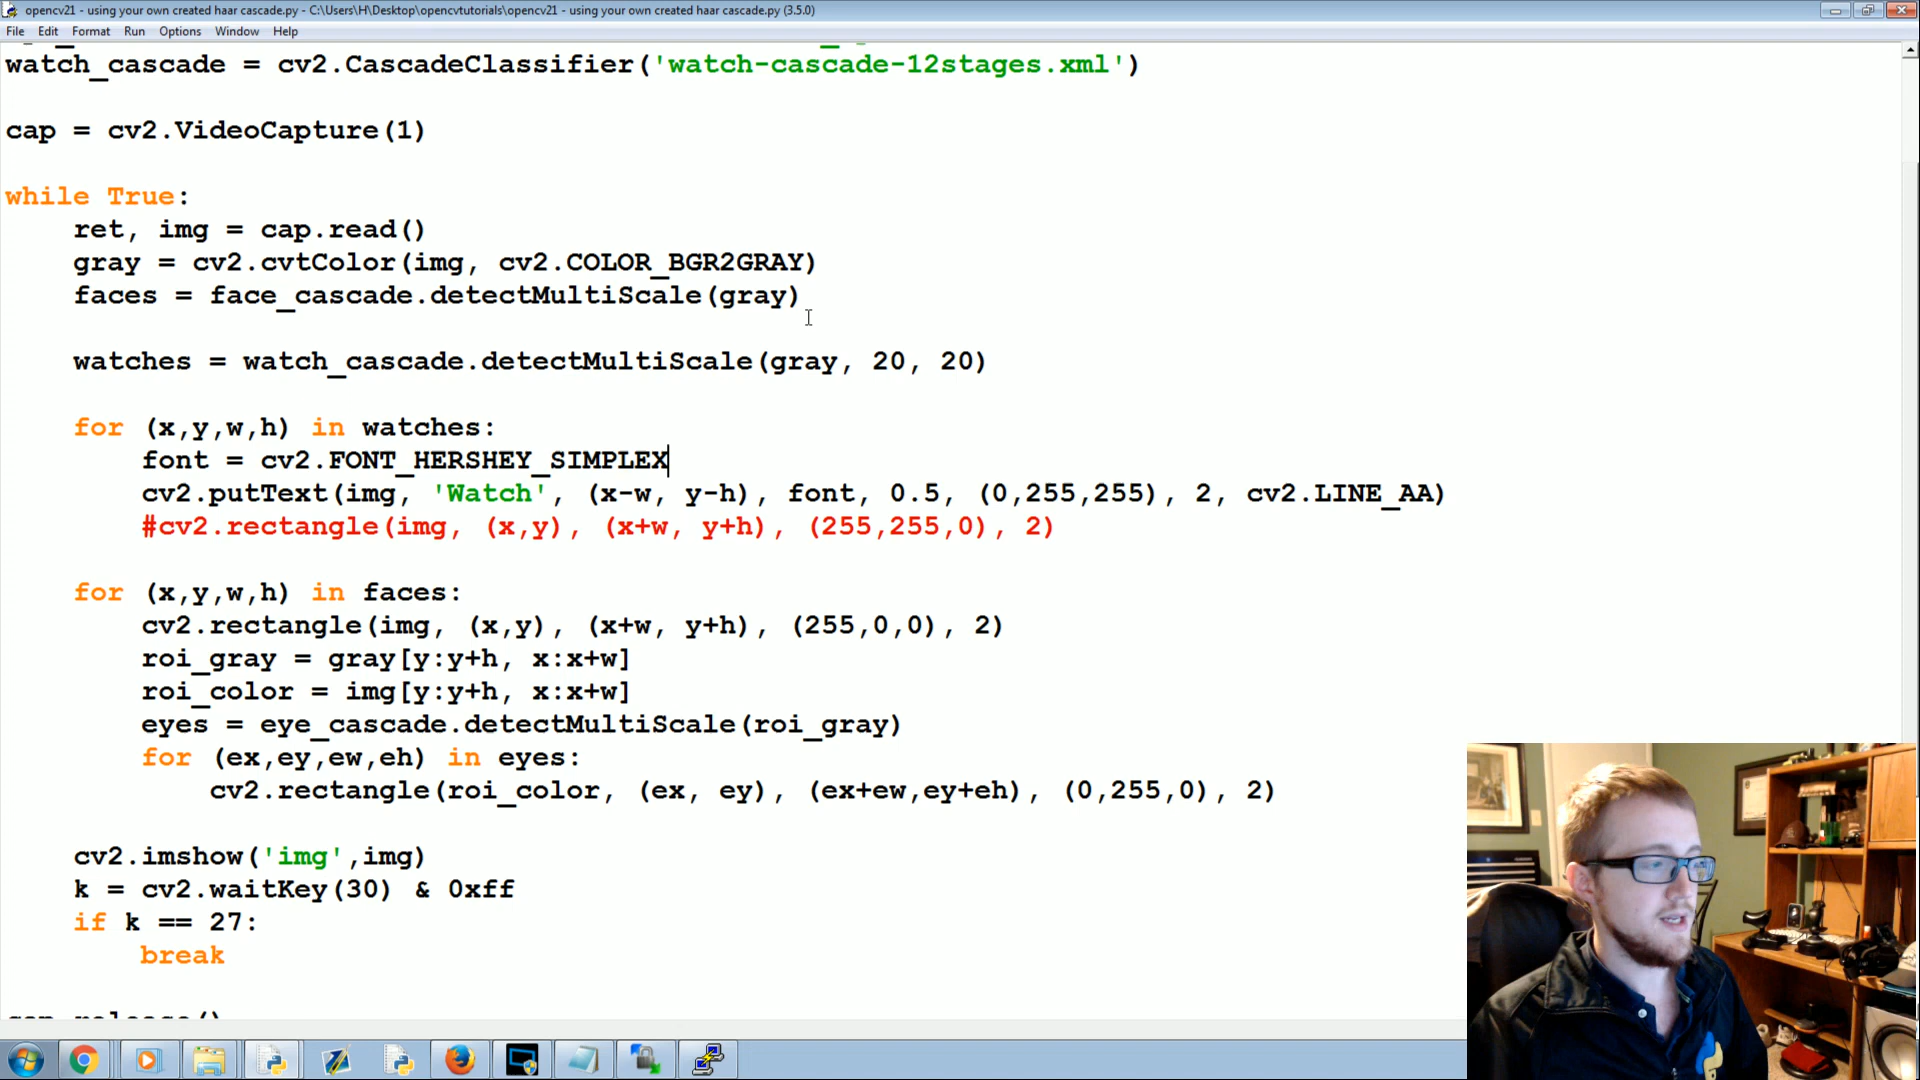 opencv21 - using your own created haar cascade.py - C:\Users\H\Desktop\opencvtutorials\opencv21 - using your own created haar cascade.py (3.5.0)
File Edit Format Run Options Window Help
watch_cascade = cv2.CascadeClassifier('watch-cascade-12stages.xml')
cap = cv2.VideoCapture(1)
while True:
    ret, img = cap.read()
    gray = cv2.cvtColor(img, cv2.COLOR_BGR2GRAY)
    faces = face_cascade.detectMultiScale(gray)
    watches = watch_cascade.detectMultiScale(gray, 20, 20)
    for (x,y,w,h) in watches:
        font = cv2.FONT_HERSHEY_SIMPLEX
        cv2.putText(img, 'Watch', (x-w, y-h), font, 0.5, (0,255,255), 2, cv2.LINE_AA)
        #cv2.rectangle(img, (x,y), (x+w, y+h), (255,255,0), 2)
    for (x,y,w,h) in faces:
        cv2.rectangle(img, (x,y), (x+w, y+h), (255,0,0), 2)
        roi_gray = gray[y:y+h, x:x+w]
        roi_color = img[y:y+h, x:x+w]
        eyes = eye_cascade.detectMultiScale(roi_gray)
        for (ex,ey,ew,eh) in eyes:
            cv2.rectangle(roi_color, (ex, ey), (ex+ew,ey+eh), (0,255,0), 2)
    cv2.imshow('img',img)
    k = cv2.waitKey(30) & 0xff
    if k == 27:
        break
cap.release()